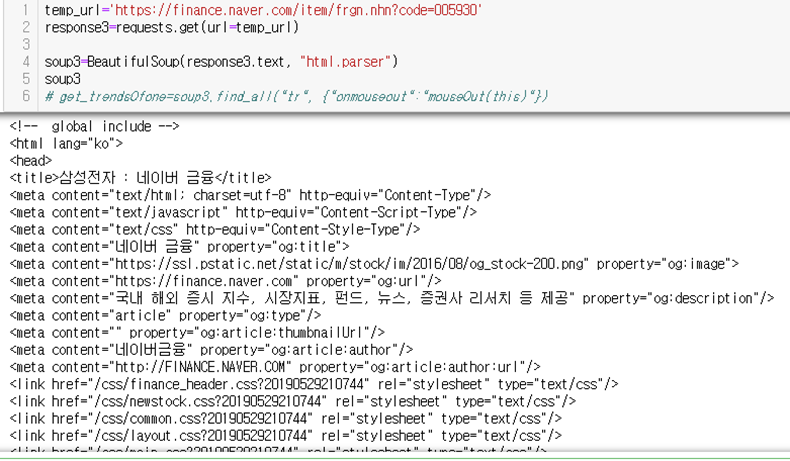 1 temp_url='https://finance.naver.com/item/frgn.nhn?code=005930'
2 response3=requests.get(url=temp_url)
3
4 soup3=BeautifulSoup(response3.text, "html.parser")
5 soup3
6 # get_trendsOfone=soup3.find_all("tr", {"onmouseout":"mouseOut(this)"})
<!--  global include -->
<html lang="ko">
<head>
<title>삼성전자 : 네이버 금융</title>
<meta content="text/html; charset=utf-8" http-equiv="Content-Type"/>
<meta content="text/javascript" http-equiv="Content-Script-Type"/>
<meta content="text/css" http-equiv="Content-Style-Type"/>
<meta content="네이버 금융" property="og:title">
<meta content="https://ssl.pstatic.net/static/m/stock/im/2016/08/og_stock-200.png" property="og:image">
<meta content="https://finance.naver.com" property="og:url"/>
<meta content="국내 해외 증시 지수, 시장지표, 펀드, 뉴스, 증권사 리서치 등 제공" property="og:description"/>
<meta content="article" property="og:type"/>
<meta content="" property="og:article:thumbnailUrl"/>
<meta content="네이버금융" property="og:article:author"/>
<meta content="http://FINANCE.NAVER.COM" property="og:article:author:url"/>
<link href="/css/finance_header.css?20190529210744" rel="stylesheet" type="text/css"/>
<link href="/css/newstock.css?20190529210744" rel="stylesheet" type="text/css"/>
<link href="/css/common.css?20190529210744" rel="stylesheet" type="text/css"/>
<link href="/css/layout.css?20190529210744" rel="stylesheet" type="text/css"/>
<link href="/css/main.css?20190529210744" rel="stylesheet" type="text/css"/>